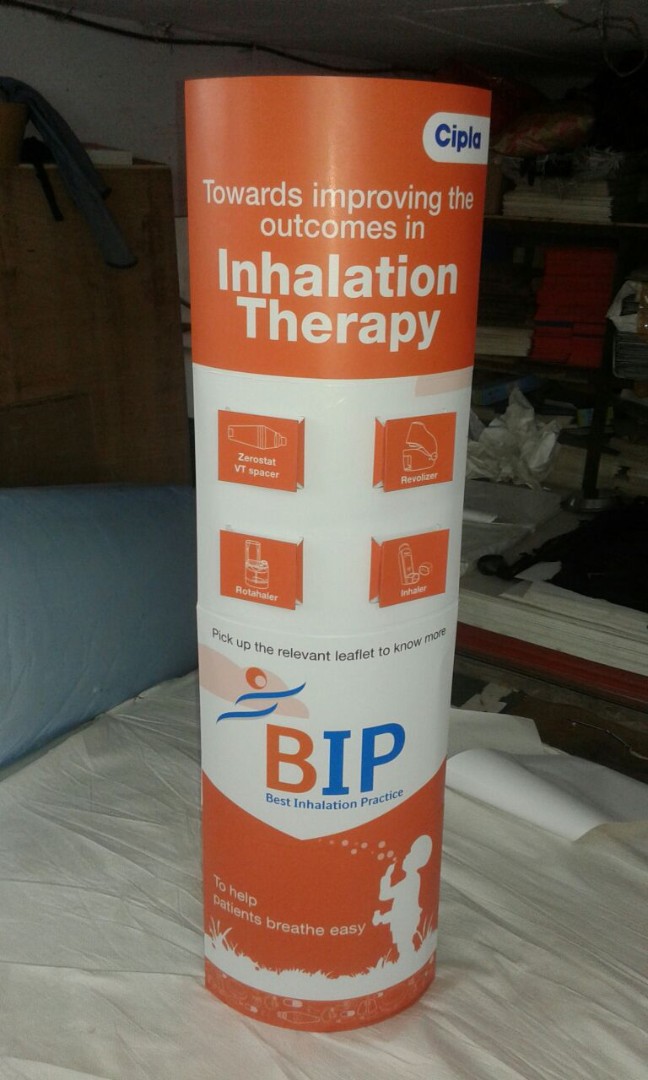 Cipla
Towards improving the
outcomes in
Inhalation
Therapy
Zerostat
VT spacer
Revolizer
Rotahaler
Inhaler
Pick up the relevant leaflet to know more
BIP
Best Inhalation Practice
To help
patients breathe easy